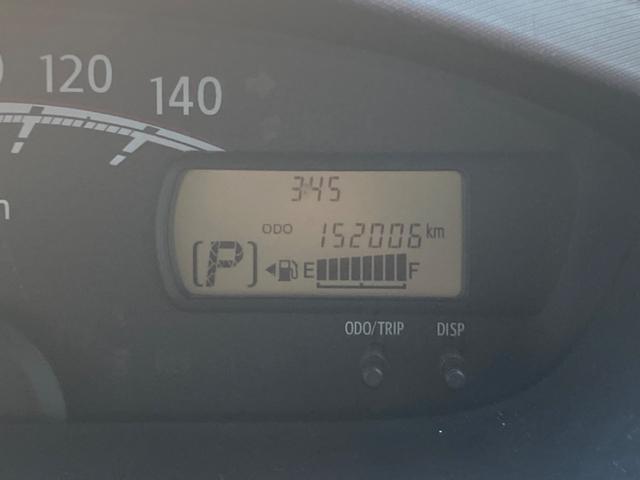 120
140
3:45
ODO 152006 km
P E F
ODO/TRIP DISP